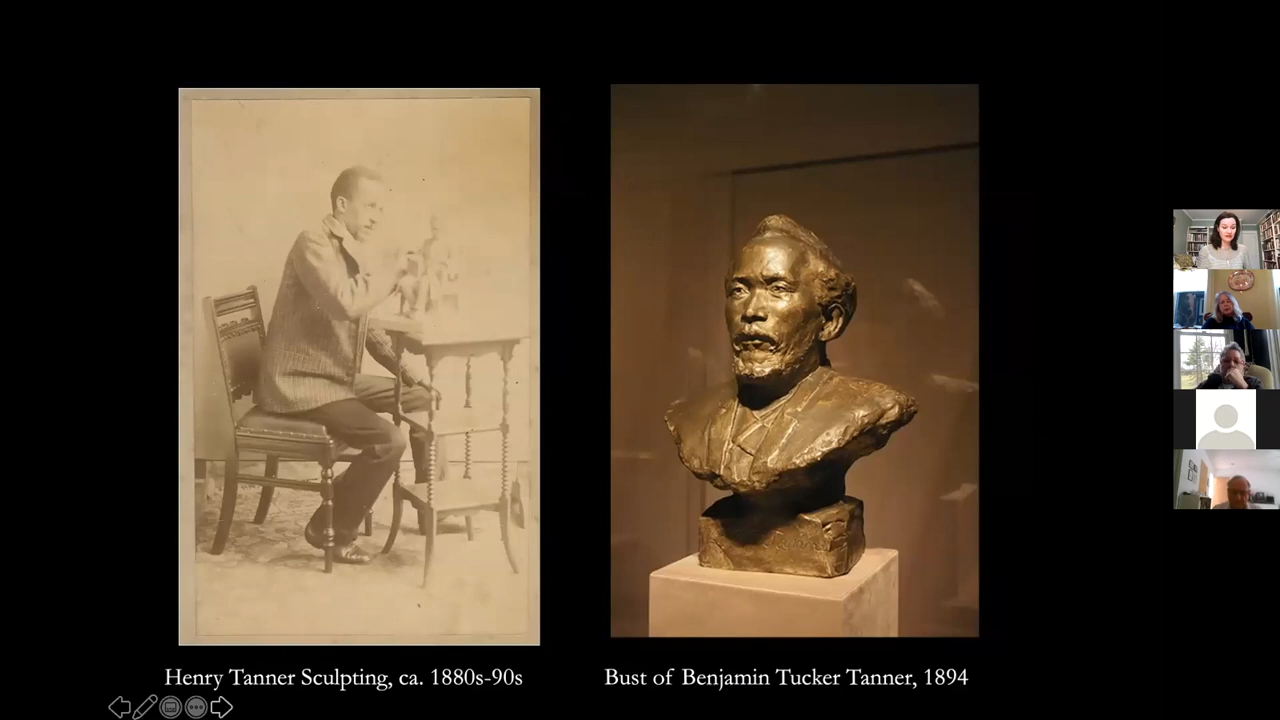 Henry Tanner Sculpting, ca. 1880s-90s
Bust of Benjamin Tucker Tanner, 1894